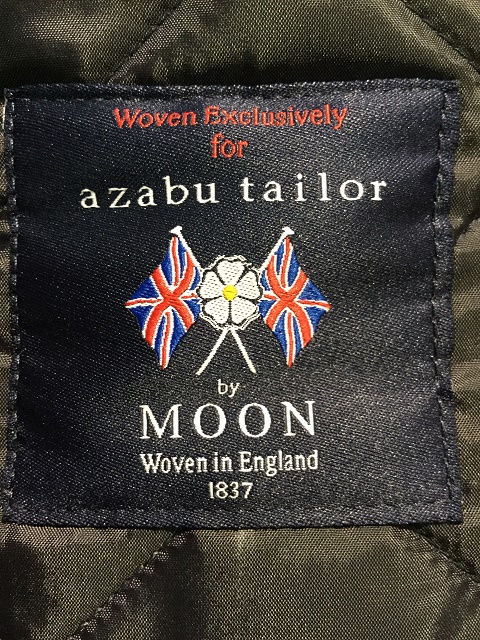 Woven Exclusively
for
azabu tailor
by
MOON
Woven in England
1837